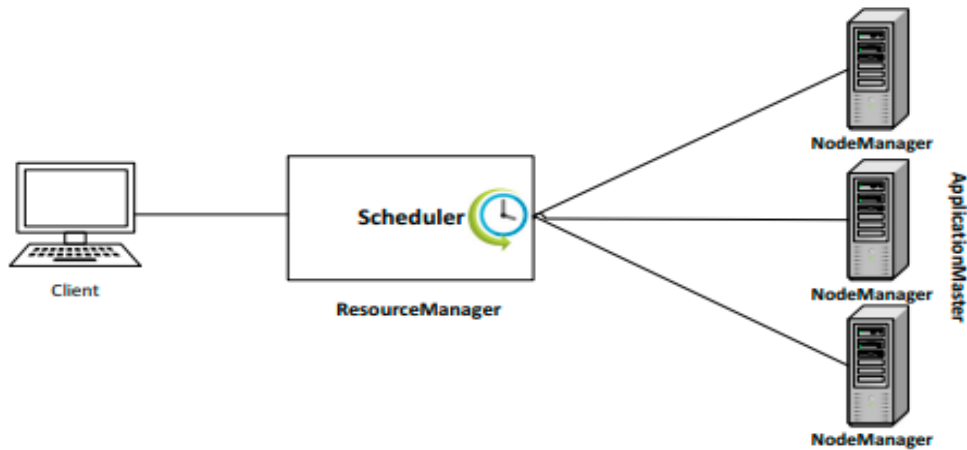 NodeManager
Scheduler
Client
ResourceManager
NodeManager
ApplicationMaster
NodeManager